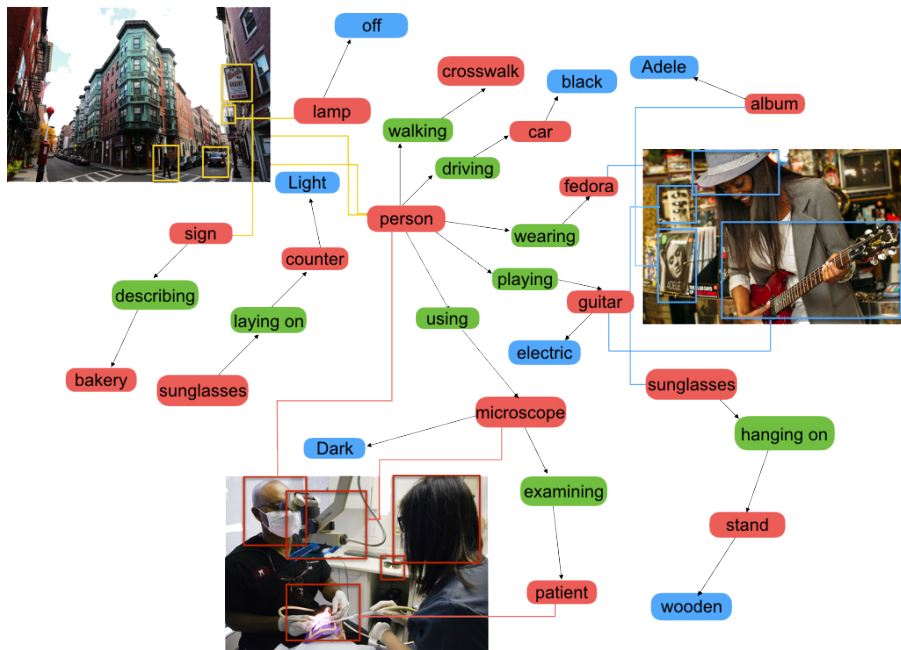 off
crosswalk
Adele
black
lamp
album
car
walking
driving
Light
fedora
person
sign
wearing
counter
playing
describing
guitar
laying on
using
electric
bakery
sunglasses
sunglasses
microscope
hanging on
Dark
examining
stand
patient
wooden
ADELE